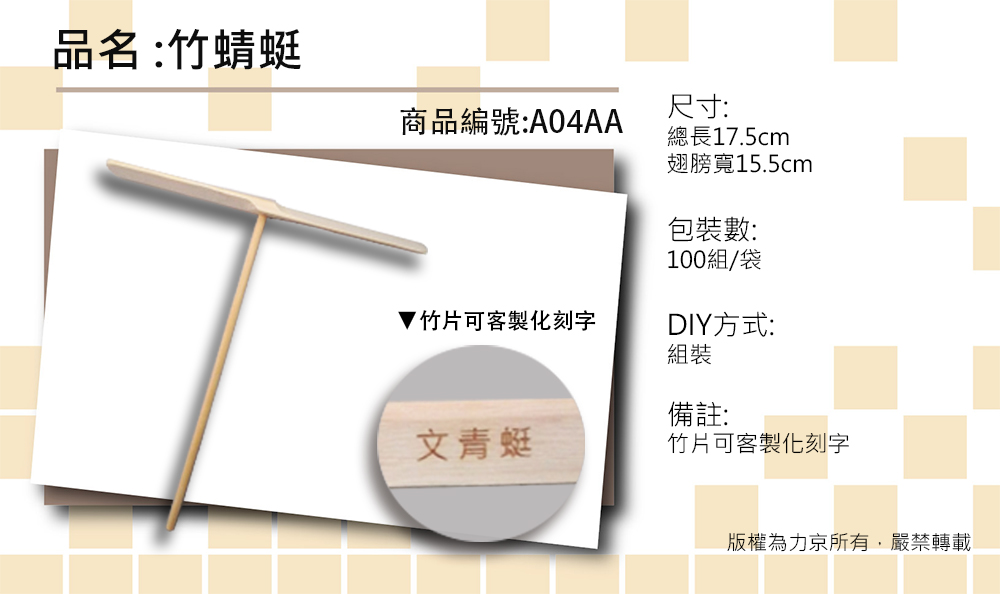 品名 :竹蜻蜓
商品編號:A04AA
▼竹片可客製化刻字
文青蜓
尺寸:
總長17.5cm
翅膀寬15.5cm
包裝數:
100組/袋
DIY方式:
組裝
備註:
竹片可客製化刻字
版權為力京所有，嚴禁轉載